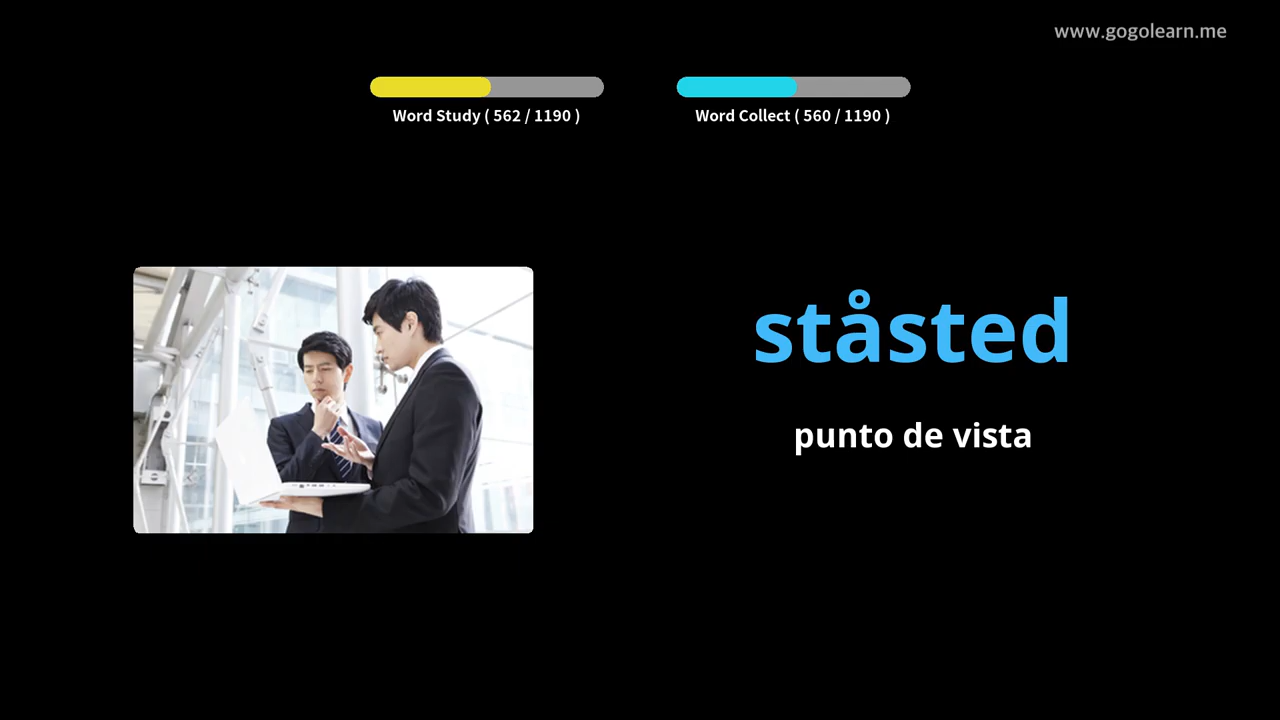 www.gogolearn.me
Word Study ( 562 / 1190 )
Word Collect ( 560 / 1190 )
ståsted
punto de vista